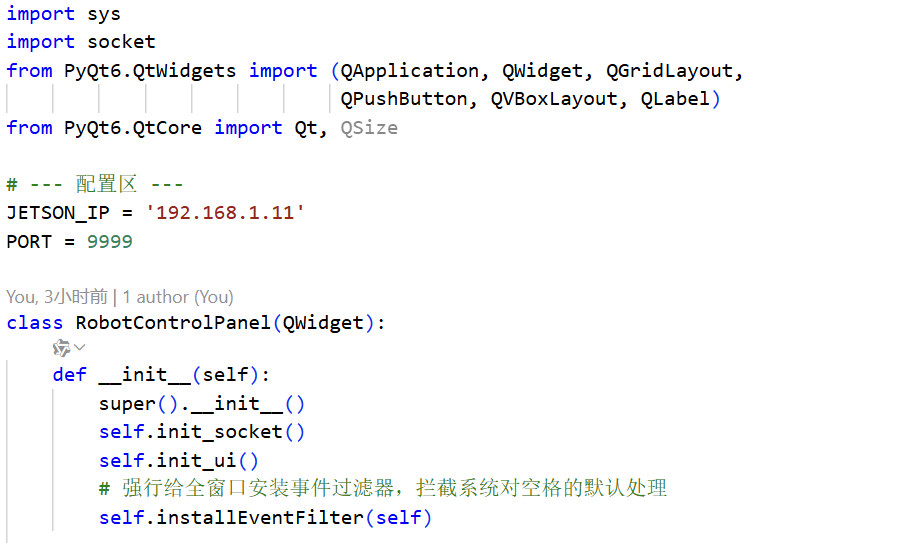 import sys
import socket
from PyQt6.QtWidgets import (QApplication, QWidget, QGridLayout,
                             QPushButton, QVBoxLayout, QLabel)
from PyQt6.QtCore import Qt, QSize

# --- 配置区 ---
JETSON_IP = '192.168.1.11'
PORT = 9999

You, 3小时前 | 1 author (You)
class RobotControlPanel(QWidget):
    def __init__(self):
        super().__init__()
        self.init_socket()
        self.init_ui()
        # 强行给全窗口安装事件过滤器，拦截系统对空格的默认处理
        self.installEventFilter(self)